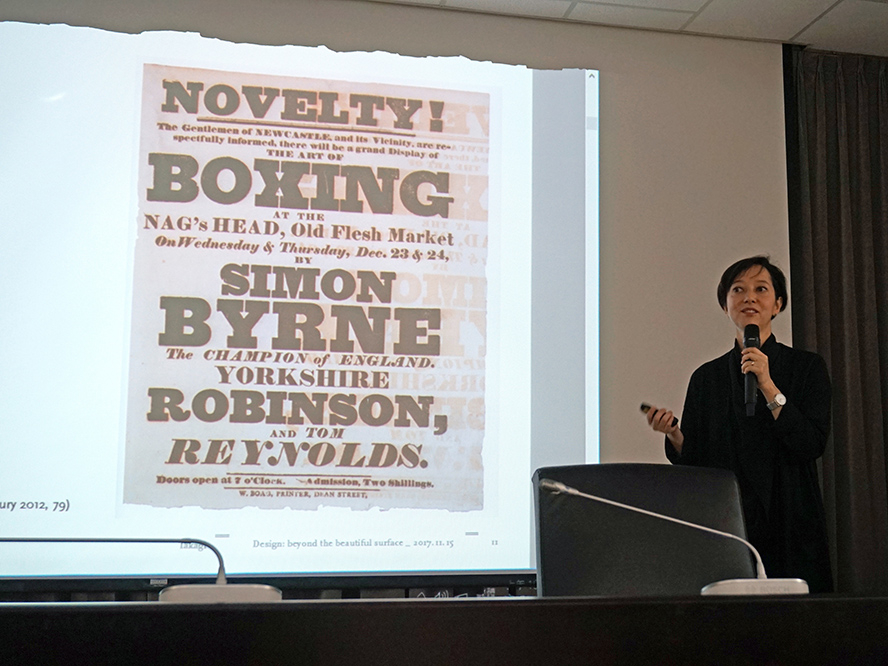 NOVELTY!
The Gentlemen of NEWCASTLE, and its Vicinity, are re-
spectfully informed, there will be a grand Display of
THE ART OF
BOXING
AT THE
NAG's HEAD, Old Flesh Market
On Wednesday & Thursday, Dec. 23 & 24,
BY
SIMON
BYRNE
The CHAMPION of ENGLAND.
YORKSHIRE
ROBINSON,
AND TOM
REYNOLDS.
Doors open at 7 o'Clock. Admission, Two Shillings.
W. BOAG, PRINTER, DEAN STREET,
ury 2012, 79)
Design: beyond the beautiful surface _ 2017.11.15 11